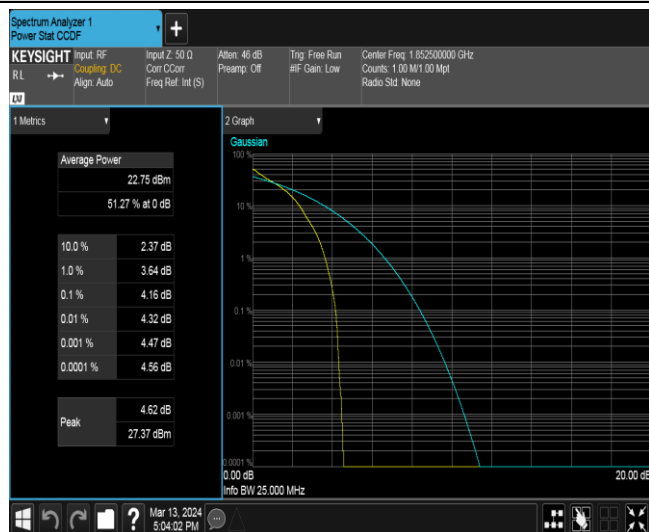 Spectrum Analyzer 1
Power Stat CCDF
+
KEYSIGHT
RL
LXI
Input: RF
Coupling: DC
Align: Auto
Input Z: 50 Ω
Corr CCorr
Freq Ref: Int (S)
Atten: 46 dB
Preamp: Off
Trig: Free Run
#IF Gain: Low
Center Freq: 1.852500000 GHz
Counts: 1.00 M/1.00 Mpt
Radio Std: None
1 Metrics
Average Power
22.75 dBm
51.27 % at 0 dB
10.0 % 2.37 dB
1.0 % 3.64 dB
0.1 % 4.16 dB
0.01 % 4.32 dB
0.001 % 4.47 dB
0.0001 % 4.56 dB
Peak
4.62 dB
27.37 dBm
2 Graph
Gaussian
100 %
10 %
1 %
0.1 %
0.01 %
0.001 %
0.0001 %
0.00 dB
20.00 dB
Info BW 25.000 MHz
?
Mar 13, 2024
5:04:02 PM